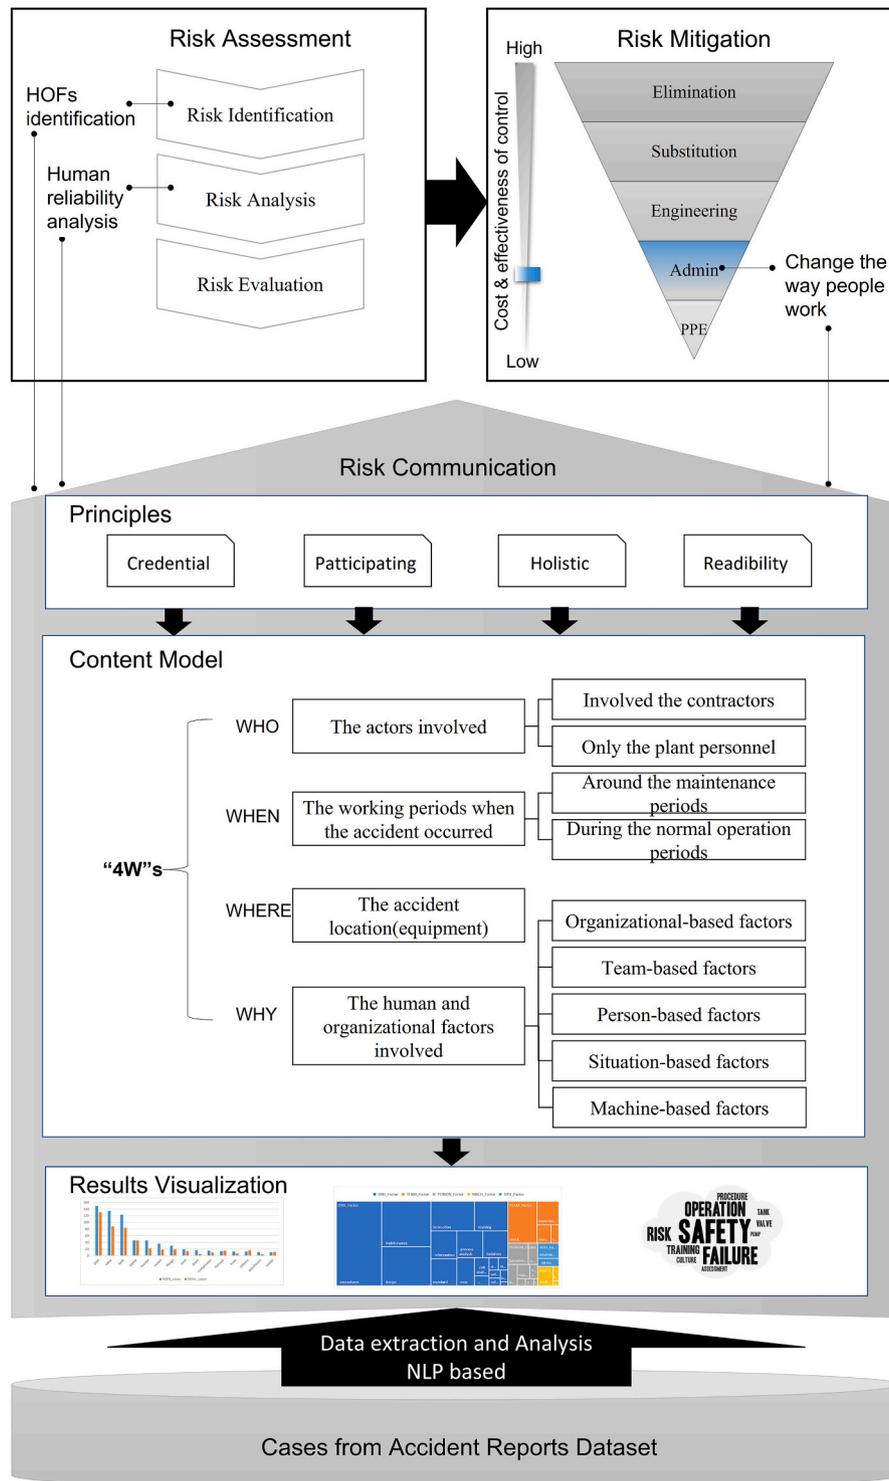 Risk Assessment
HOFs
identification
Risk Identification
Human
reliability
analysis
Risk Analysis
Risk Evaluation
Risk Mitigation
High
Cost & effectiveness of control
Low
Elimination
Substitution
Engineering
Admin
PPE
Change the
way people
work
Risk Communication
Principles
Credential
Patticipating
Holistic
Readibility
Content Model
"4W"s
WHO
The actors involved
Involved the contractors
Only the plant personnel
WHEN
The working periods when
the accident occurred
Around the maintenance
periods
During the normal operation
periods
WHERE
The accident
location(equipment)
WHY
The human and
organizational factors
involved
Organizational-based factors
Team-based factors
Person-based factors
Situation-based factors
Machine-based factors
Results Visualization
PROCEDURE
OPERATION
TANK
RISK
SAFETY
VALVE
PUMP
TRAINING
FAILURE
CULTURE
ASSESSMENT
Data extraction and Analysis
NLP based
Cases from Accident Reports Dataset